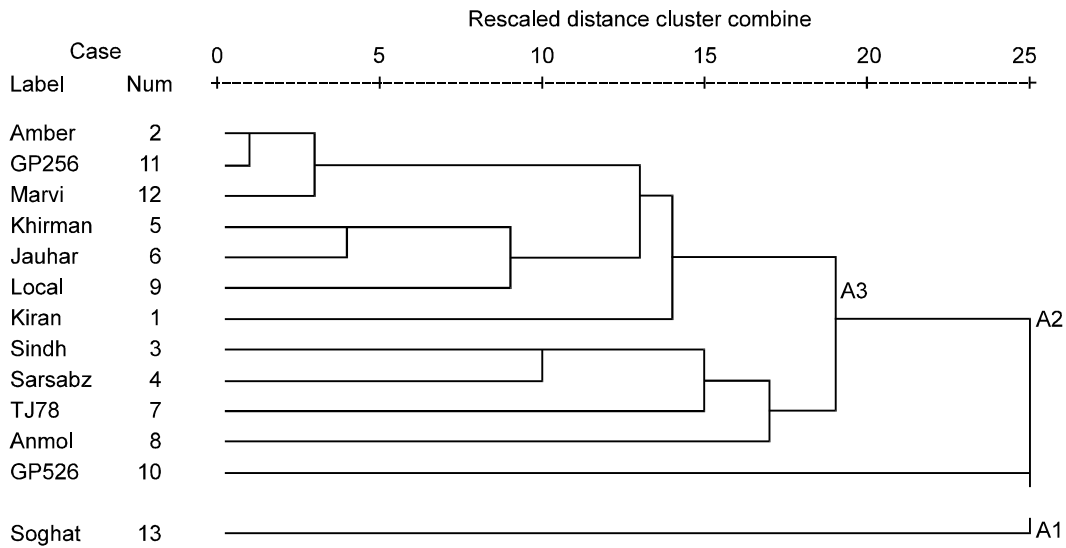 Rescaled distance cluster combine
Case 0 5 10 15 20 25
Label Num
Amber 2
GP256 11
Marvi 12
Khirman 5
Jauhar 6
Local 9
A3
Kiran 1
A2
Sindh 3
Sarsabz 4
TJ78 7
Anmol 8
GP526 10
Soghat 13 A1